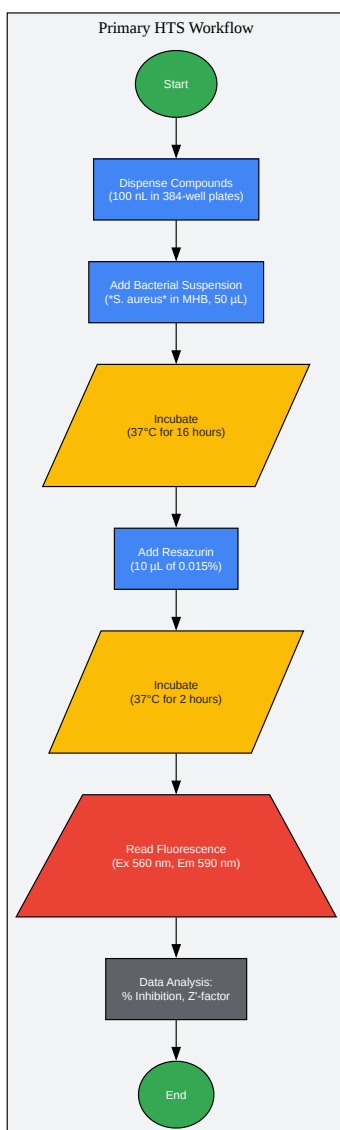 Primary HTS Workflow
Start
Dispense Compounds
(100 nL in 384-well plates)
Add Bacterial Suspension
(*S. aureus* in MHB, 50 µL)
Incubate
(37°C for 16 hours)
Add Resazurin
(10 µL of 0.015%)
Incubate
(37°C for 2 hours)
Read Fluorescence
(Ex 560 nm, Em 590 nm)
Data Analysis:
% Inhibition, Z'-factor
End